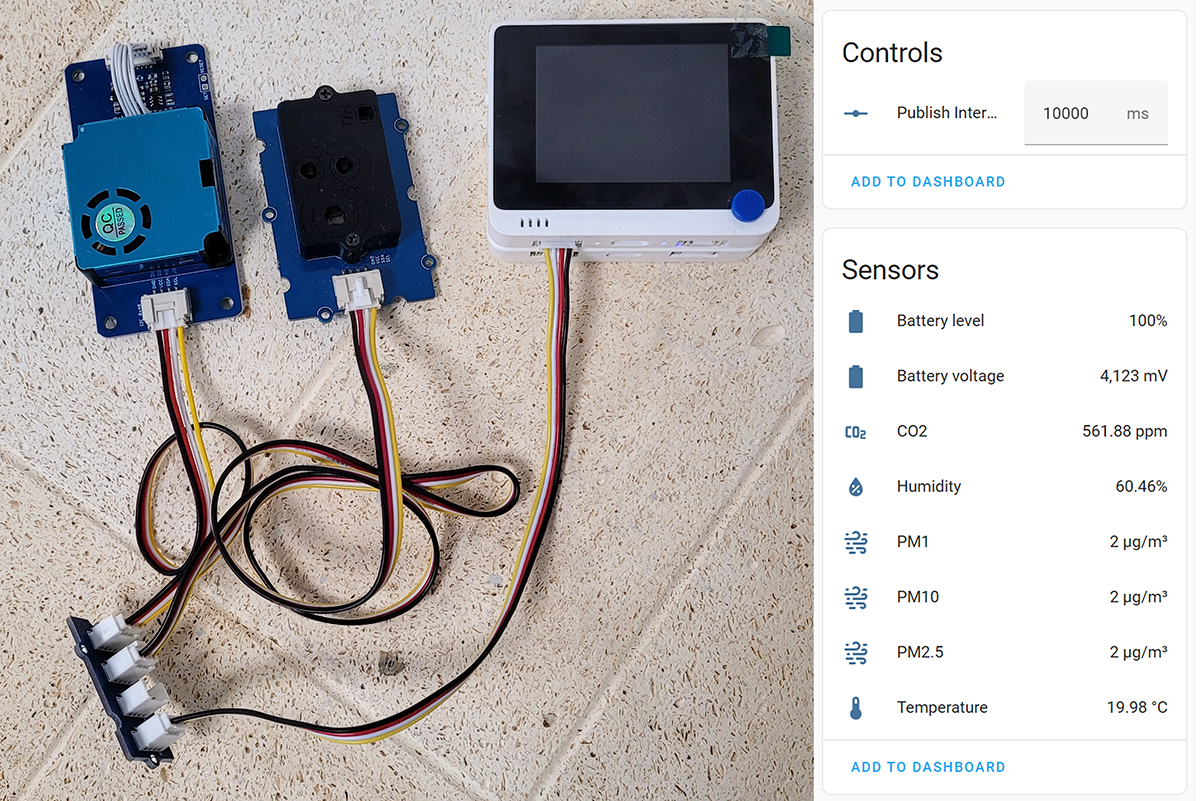 QC
PASSED
T/H
Controls
Publish Inter...
10000
ms
ADD TO DASHBOARD
Sensors
Battery level
100%
Battery voltage
4,123 mV
CO2
CO2
561.88 ppm
Humidity
60.46%
PM1
2 µg/m³
PM10
2 µg/m³
PM2.5
2 µg/m³
Temperature
19.98 °C
ADD TO DASHBOARD